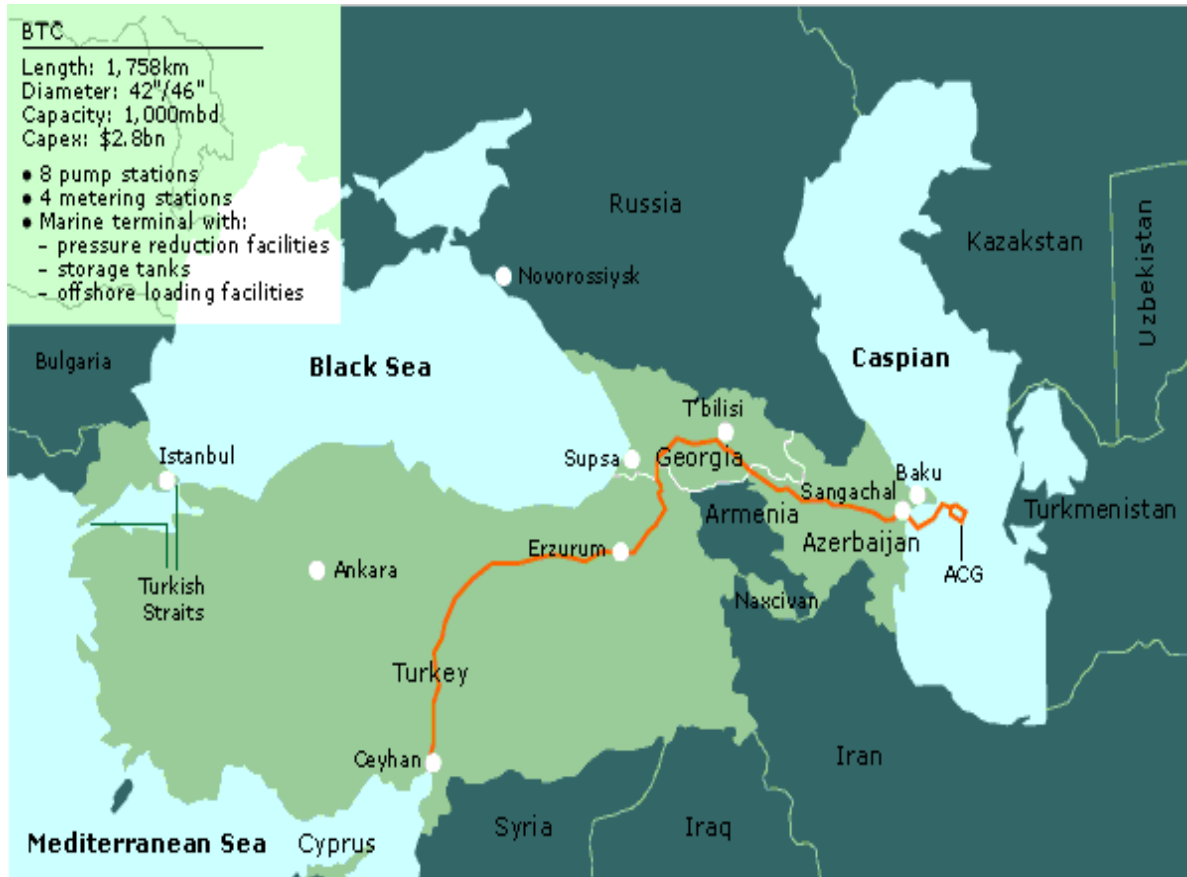 BTC
Length: 1,758km
Diameter: 42"/46"
Capacity: 1,000mbd
Capex: $2.8bn
• 8 pump stations
• 4 metering stations
• Marine terminal with:
– pressure reduction facilities
– storage tanks
– offshore loading facilities
Russia
Kazakstan
Uzbekistan
Novorossiysk
Bulgaria
Black Sea
Caspian
T'bilisi
Istanbul
Supsa
Georgia
Baku
Sangachal
Turkmenistan
Armenia
Azerbaijan
Erzurum
Ankara
ACG
Turkish
Straits
Naxcivan
Turkey
Ceyhan
Iran
Syria
Iraq
Mediterranean Sea
Cyprus